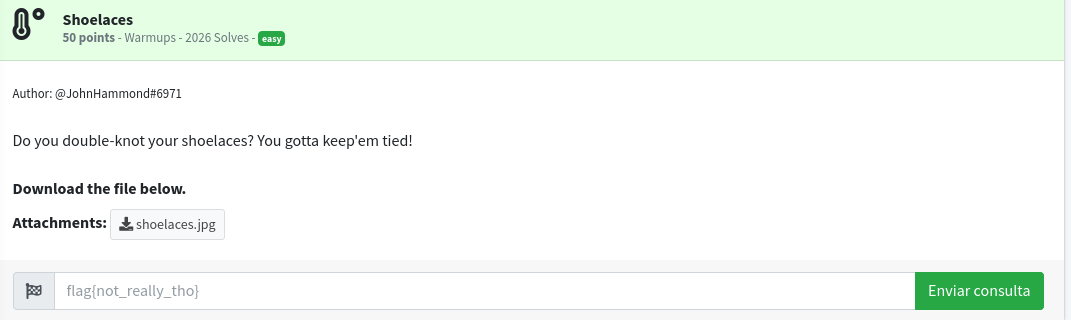 Shoelaces
50 points - Warmups - 2026 Solves - easy
Author: @JohnHammond#6971
Do you double-knot your shoelaces? You gotta keep'em tied!
Download the file below.
Attachments: shoelaces.jpg
flag{not_really_tho} Enviar consulta